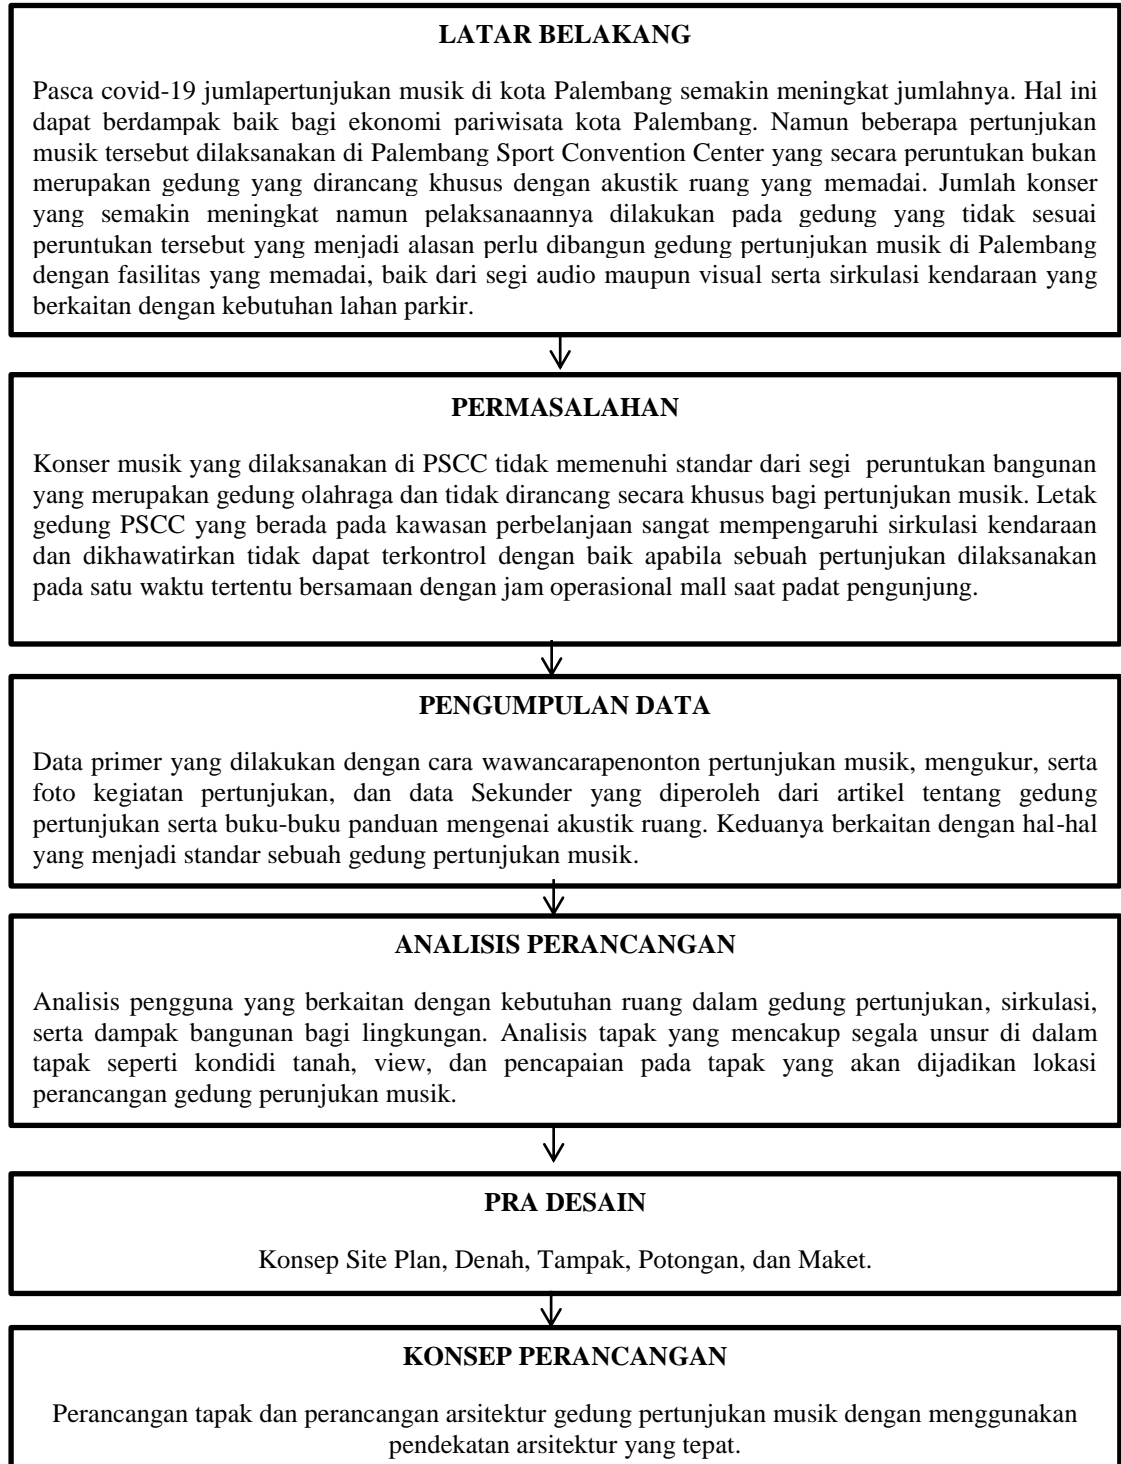 LATAR BELAKANG
Pasca covid-19 jumlapertunjukan musik di kota Palembang semakin meningkat jumlahnya. Hal ini
dapat berdampak baik bagi ekonomi pariwisata kota Palembang. Namun beberapa pertunjukan
musik tersebut dilaksanakan di Palembang Sport Convention Center yang secara peruntukan bukan
merupakan gedung yang dirancang khusus dengan akustik ruang yang memadai. Jumlah konser
yang semakin meningkat namun pelaksanaannya dilakukan pada gedung yang tidak sesuai
peruntukan tersebut yang menjadi alasan perlu dibangun gedung pertunjukan musik di Palembang
dengan fasilitas yang memadai, baik dari segi audio maupun visual serta sirkulasi kendaraan yang
berkaitan dengan kebutuhan lahan parkir.
PERMASALAHAN
Konser musik yang dilaksanakan di PSCC tidak memenuhi standar dari segi peruntukan bangunan
yang merupakan gedung olahraga dan tidak dirancang secara khusus bagi pertunjukan musik. Letak
gedung PSCC yang berada pada kawasan perbelanjaan sangat mempengaruhi sirkulasi kendaraan
dan dikhawatirkan tidak dapat terkontrol dengan baik apabila sebuah pertunjukan dilaksanakan
pada satu waktu tertentu bersamaan dengan jam operasional mall saat padat pengunjung.
PENGUMPULAN DATA
Data primer yang dilakukan dengan cara wawancarapenonton pertunjukan musik, mengukur, serta
foto kegiatan pertunjukan, dan data Sekunder yang diperoleh dari artikel tentang gedung
pertunjukan serta buku-buku panduan mengenai akustik ruang. Keduanya berkaitan dengan hal-hal
yang menjadi standar sebuah gedung pertunjukan musik.
ANALISIS PERANCANGAN
Analisis pengguna yang berkaitan dengan kebutuhan ruang dalam gedung pertunjukan, sirkulasi,
serta dampak bangunan bagi lingkungan. Analisis tapak yang mencakup segala unsur di dalam
tapak seperti kondidi tanah, view, dan pencapaian pada tapak yang akan dijadikan lokasi
perancangan gedung perunjukan musik.
PRA DESAIN
Konsep Site Plan, Denah, Tampak, Potongan, dan Maket.
KONSEP PERANCANGAN
Perancangan tapak dan perancangan arsitektur gedung pertunjukan musik dengan menggunakan
pendekatan arsitektur yang tepat.